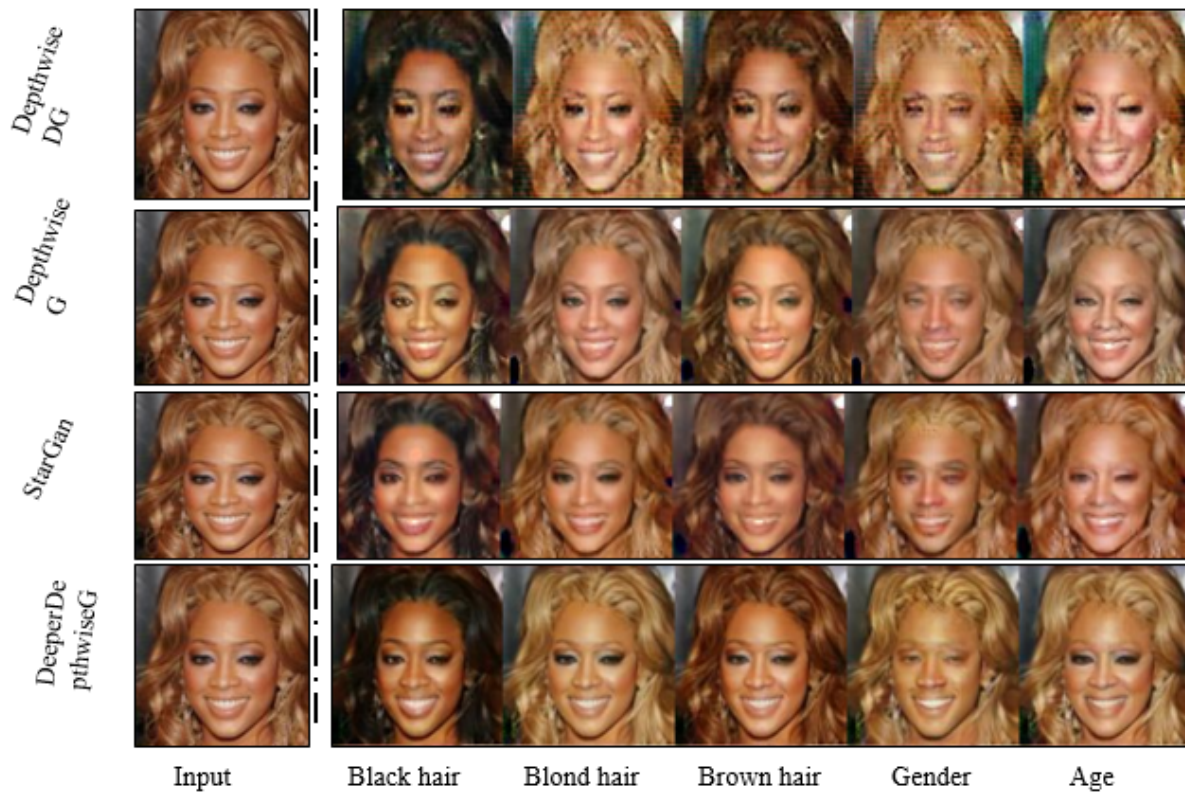 Depthwise
DG
Depthwise
G
StarGan
DeeperDe
pthwiseG
Input
Black hair
Blond hair
Brown hair
Gender
Age